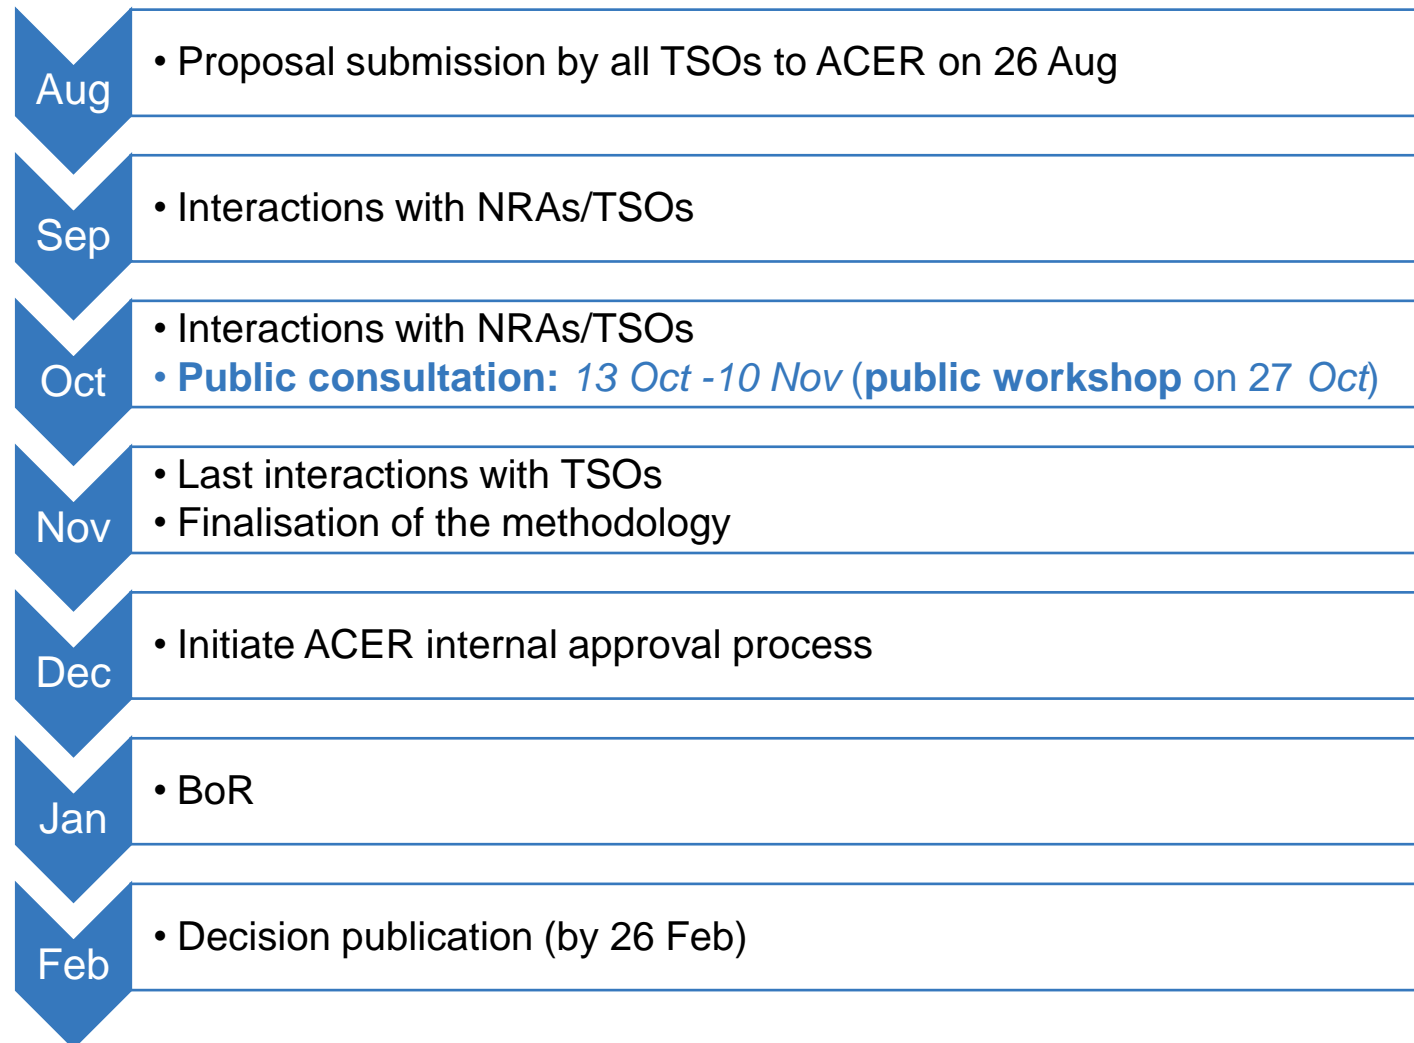 Aug
• Proposal submission by all TSOs to ACER on 26 Aug
Sep
• Interactions with NRAs/TSOs
Oct
• Interactions with NRAs/TSOs
• Public consultation: 13 Oct -10 Nov (public workshop on 27 Oct)
Nov
• Last interactions with TSOs
• Finalisation of the methodology
Dec
• Initiate ACER internal approval process
Jan
• BoR
Feb
• Decision publication (by 26 Feb)